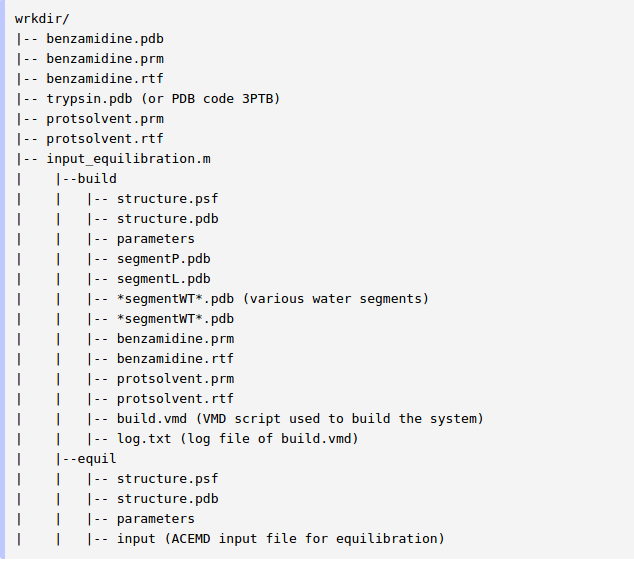 wrkdir/
|-- benzamidine.pdb
|-- benzamidine.prm
|-- benzamidine.rtf
|-- trypsin.pdb (or PDB code 3PTB)
|-- protsolvent.prm
|-- protsolvent.rtf
|-- input_equilibration.m
|    |--build
|    |   |-- structure.psf
|    |   |-- structure.pdb
|    |   |-- parameters
|    |   |-- segmentP.pdb
|    |   |-- segmentL.pdb
|    |   |-- *segmentWT*.pdb (various water segments)
|    |   |-- *segmentWT*.pdb
|    |   |-- benzamidine.prm
|    |   |-- benzamidine.rtf
|    |   |-- protsolvent.prm
|    |   |-- protsolvent.rtf
|    |   |-- build.vmd (VMD script used to build the system)
|    |   |-- log.txt (log file of build.vmd)
|    |--equil
|    |   |-- structure.psf
|    |   |-- structure.pdb
|    |   |-- parameters
|    |   |-- input (ACEMD input file for equilibration)